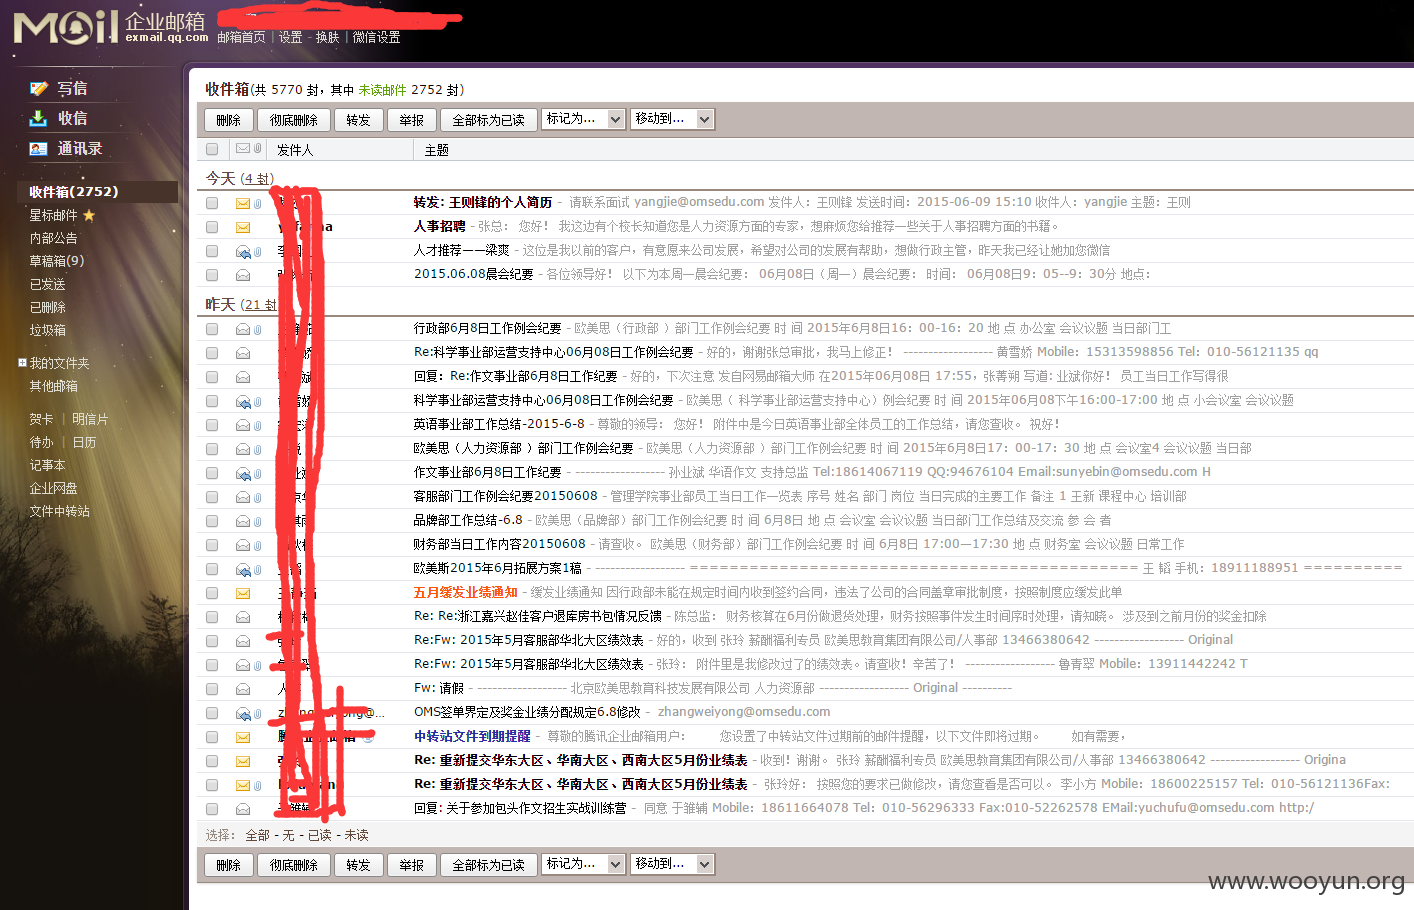 Mail 企业邮箱
exmail.qq.com
邮箱首页 | 设置 - 换肤 | 微信设置
写信
收信
通讯录
收件箱(2752)
星标邮件
内部公告
草稿箱(9)
已发送
已删除
垃圾箱
我的文件夹
其他邮箱
贺卡 | 明信片
待办 | 日历
记事本
企业网盘
文件中转站
收件箱(共 5770 封，其中 未读邮件 2752 封)
删除 彻底删除 转发 举报 全部标为已读 标记为... 移动到...
发件人 主题
今天 (4 封)
转发: 王则锋的个人简历 - 请联系面试 yangjie@omsedu.com 发件人: 王则锋 发送时间: 2015-06-09 15:10 收件人: yangjie 主题: 王则
人事招聘 - 张总: 您好! 我这边有个校长知道您是人力资源方面的专家，想麻烦您给推荐一些关于人事招聘方面的书籍。
人才推荐一一梁爽 - 这位是我以前的客户，有意愿来公司发展，希望对公司的发展有帮助，想做行政主管，昨天我已经让她加您微信
2015.06.08晨会纪要 - 各位领导好! 以下为本周一晨会纪要: 06月08日（周一）晨会纪要: 时间: 06月08日9: 05--9: 30分 地点:
昨天 (21 封
行政部6月8日工作例会纪要 - 欧美思（行政部 ）部门工作例会纪要 时 间 2015年6月8日16: 00-16: 20 地 点 办公室 会议议题 当日部门工
Re:科学事业部运营支持中心06月08日工作例会纪要 - 好的，谢谢张总审批，我马上修正! ------------------ 黄雪娇 Mobile: 15313598856 Tel: 010-56121135 qq
回复: Re:作文事业部6月8日工作纪要 - 好的，下次注意 发自网易邮箱大师 在2015年06月08日 17:55，张菁朔 写道: 业斌你好! 员工当日工作写得很
科学事业部运营支持中心06月08日工作例会纪要 - 欧美思（ 科学事业部运营支持中心）例会纪要 时 间 2015年06月08日下午16:00-17:00 地 点 小会议室 会议议题
英语事业部工作总结-2015-6-8 - 尊敬的领导: 您好! 附件中是今日英语事业部全体员工的工作总结，请您查收。 祝好!
欧美思（人力资源部 ）部门工作例会纪要 - 欧美思（人力资源部 ）部门工作例会纪要 时 间 2015年6月8日17: 00-17: 30 地 点 会议室4 会议议题 当日部
作文事业部6月8日工作纪要 - ------------------ 孙业斌 华语作文 支持总监 Tel:18614067119 QQ:94676104 Email:sunyebin@omsedu.com H
客服部门工作例会纪要20150608 - 管理学院事业部员工当日工作一览表 序号 姓名 部门 岗位 当日完成的主要工作 备注 1 王新 课程中心 培训部
品牌部工作总结-6.8 - 欧美思（品牌部）部门工作例会纪要 时 间 6月8日 地 点 会议室 会议议题 当日部门工作总结及交流 参 会 者
财务部当日工作内容20150608 - 请查收。 欧美思（财务部）部门工作例会纪要 时 间 6月8日 17:00—17:30 地 点 财务室 会议议题 日常工作
欧美斯2015年6月拓展方案1稿 - ------------------ ============================================ 王 韬 手机: 18911188951 ==========
五月缓发业绩通知 - 缓发业绩通知 因行政部未能在规定时间内收到签约合同，违法了公司的合同盖章审批制度，按照制度应缓发此单
Re: Re:浙江嘉兴赵佳客户退库房书包情况反馈 - 陈总监: 财务核算在6月份做退货处理，财务按照事件发生时间序时处理，请知晓。 涉及到之前月份的奖金扣除
Re:Fw: 2015年5月客服部华北大区绩效表 - 好的，收到 张玲 薪酬福利专员 欧美思教育集团有限公司/人事部 13466380642 ------------------ Original
Re:Fw: 2015年5月客服部华北大区绩效表 - 张玲: 附件里是我修改过了的绩效表。请查收! 辛苦了! ------------------ 鲁青翠 Mobile: 13911442242 T
Fw: 请假 - ------------------ 北京欧美思教育科技发展有限公司 人力资源部 ------------------ Original ----------
OMS签单界定及奖金业绩分配规定6.8修改 - zhangweiyong@omsedu.com
中转站文件到期提醒 - 尊敬的腾讯企业邮箱用户: 您设置了中转站文件过期前的邮件提醒，以下文件即将过期。 如有需要，
Re: 重新提交华东大区、华南大区、西南大区5月份业绩表 - 收到! 谢谢。 张玲 薪酬福利专员 欧美思教育集团有限公司/人事部 13466380642 ------------------ Origina
Re: 重新提交华东大区、华南大区、西南大区5月份业绩表 - 张玲好: 按照您的要求已做修改，请您查看是否可以。 李小方 Mobile: 18600225157 Tel: 010-56121136Fax:
回复: 关于参加包头作文招生实战训练营 - 同意 于雏辅 Mobile: 18611664078 Tel: 010-56296333 Fax:010-52262578 EMail:yuchufu@omsedu.com http:/
选择: 全部 - 无 - 已读 - 未读
删除 彻底删除 转发 举报 全部标为已读 标记为... 移动到...
www.wooyun.org